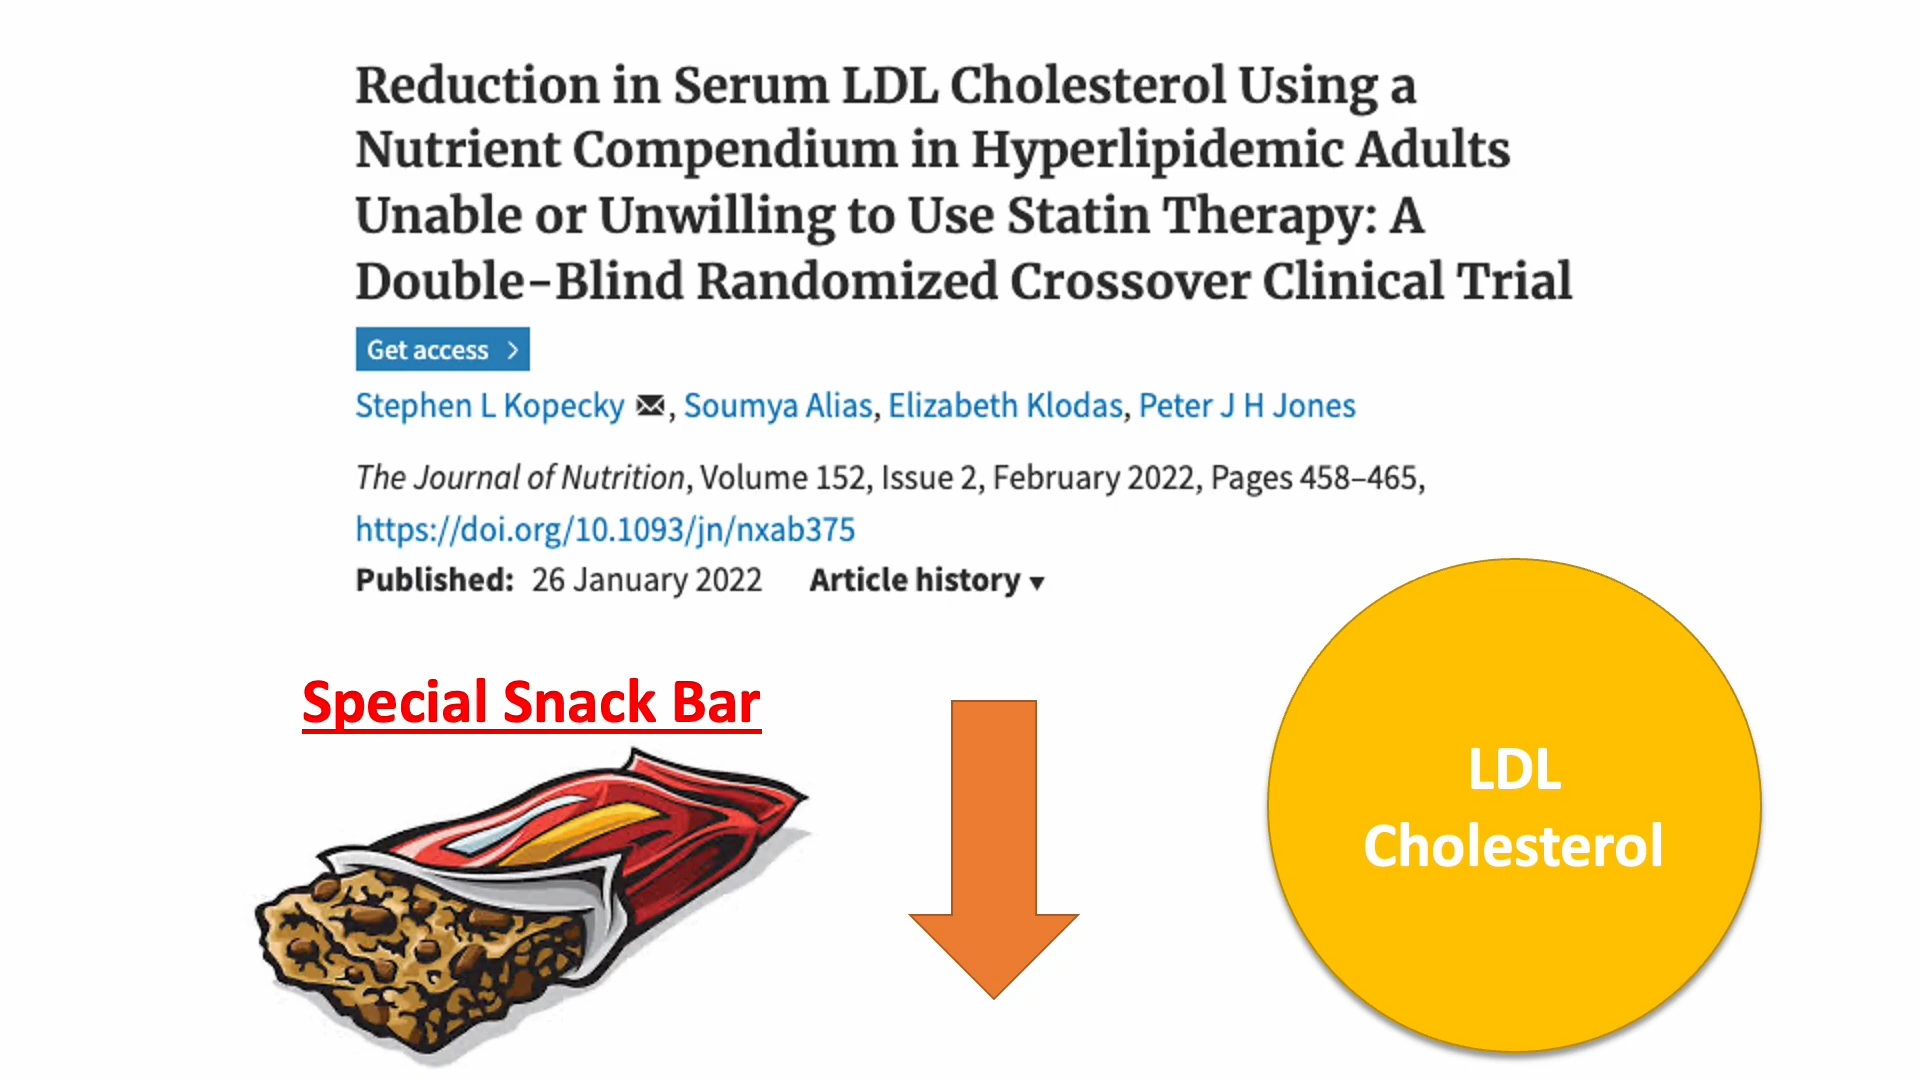 Reduction in Serum LDL Cholesterol Using a
Nutrient Compendium in Hyperlipidemic Adults
Unable or Unwilling to Use Statin Therapy: A
Double-Blind Randomized Crossover Clinical Trial
Get access >
Stephen L Kopecky, Soumya Alias, Elizabeth Klodas, Peter J H Jones
The Journal of Nutrition, Volume 152, Issue 2, February 2022, Pages 458–465,
https://doi.org/10.1093/jn/nxab375
Published: 26 January 2022 Article history ▾
Special Snack Bar
LDL
Cholesterol